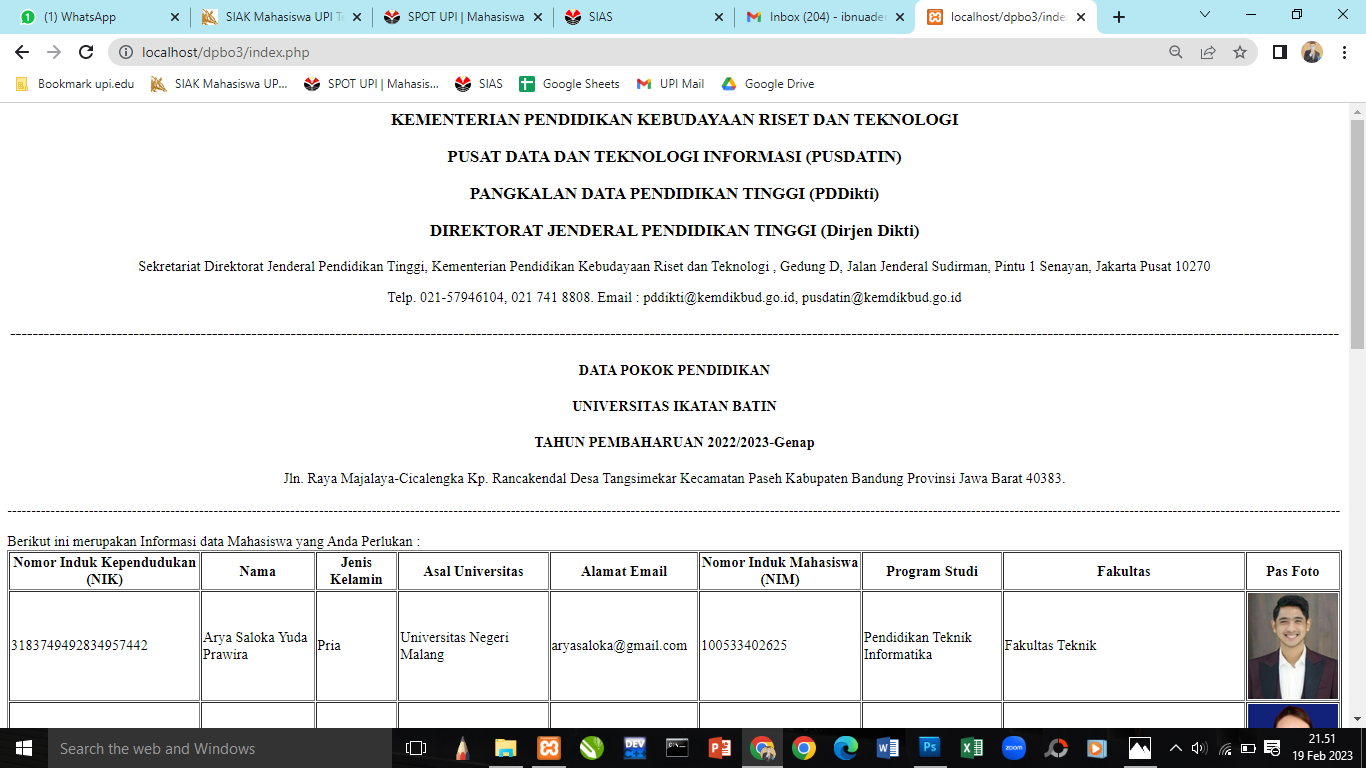 (1) WhatsApp
SIAK Mahasiswa UPI T
SPOT UPI | Mahasiswa
SIAS
Inbox (204) - ibnuade
localhost/dpbo3/inde
localhost/dpbo3/index.php
Bookmark upi.edu
SIAK Mahasiswa UP...
SPOT UPI | Mahasis...
SIAS
Google Sheets
UPI Mail
Google Drive
KEMENTERIAN PENDIDIKAN KEBUDAYAAN RISET DAN TEKNOLOGI
PUSAT DATA DAN TEKNOLOGI INFORMASI (PUSDATIN)
PANGKALAN DATA PENDIDIKAN TINGGI (PDDikti)
DIREKTORAT JENDERAL PENDIDIKAN TINGGI (Dirjen Dikti)
Sekretariat Direktorat Jenderal Pendidikan Tinggi, Kementerian Pendidikan Kebudayaan Riset dan Teknologi , Gedung D, Jalan Jenderal Sudirman, Pintu 1 Senayan, Jakarta Pusat 10270
Telp. 021-57946104, 021 741 8808. Email : pddikti@kemdikbud.go.id, pusdatin@kemdikbud.go.id
DATA POKOK PENDIDIKAN
UNIVERSITAS IKATAN BATIN
TAHUN PEMBAHARUAN 2022/2023-Genap
Jln. Raya Majalaya-Cicalengka Kp. Rancakendal Desa Tangsimekar Kecamatan Paseh Kabupaten Bandung Provinsi Jawa Barat 40383.
Berikut ini merupakan Informasi data Mahasiswa yang Anda Perlukan :
Nomor Induk Kependudukan
(NIK)
Nama
Jenis
Kelamin
Asal Universitas
Alamat Email
Nomor Induk Mahasiswa
(NIM)
Program Studi
Fakultas
Pas Foto
3183749492834957442
Arya Saloka Yuda
Prawira
Pria
Universitas Negeri
Malang
aryasaloka@gmail.com
100533402625
Pendidikan Teknik
Informatika
Fakultas Teknik
Search the web and Windows
DEV
zoom
Ps
21.51
19 Feb 2023